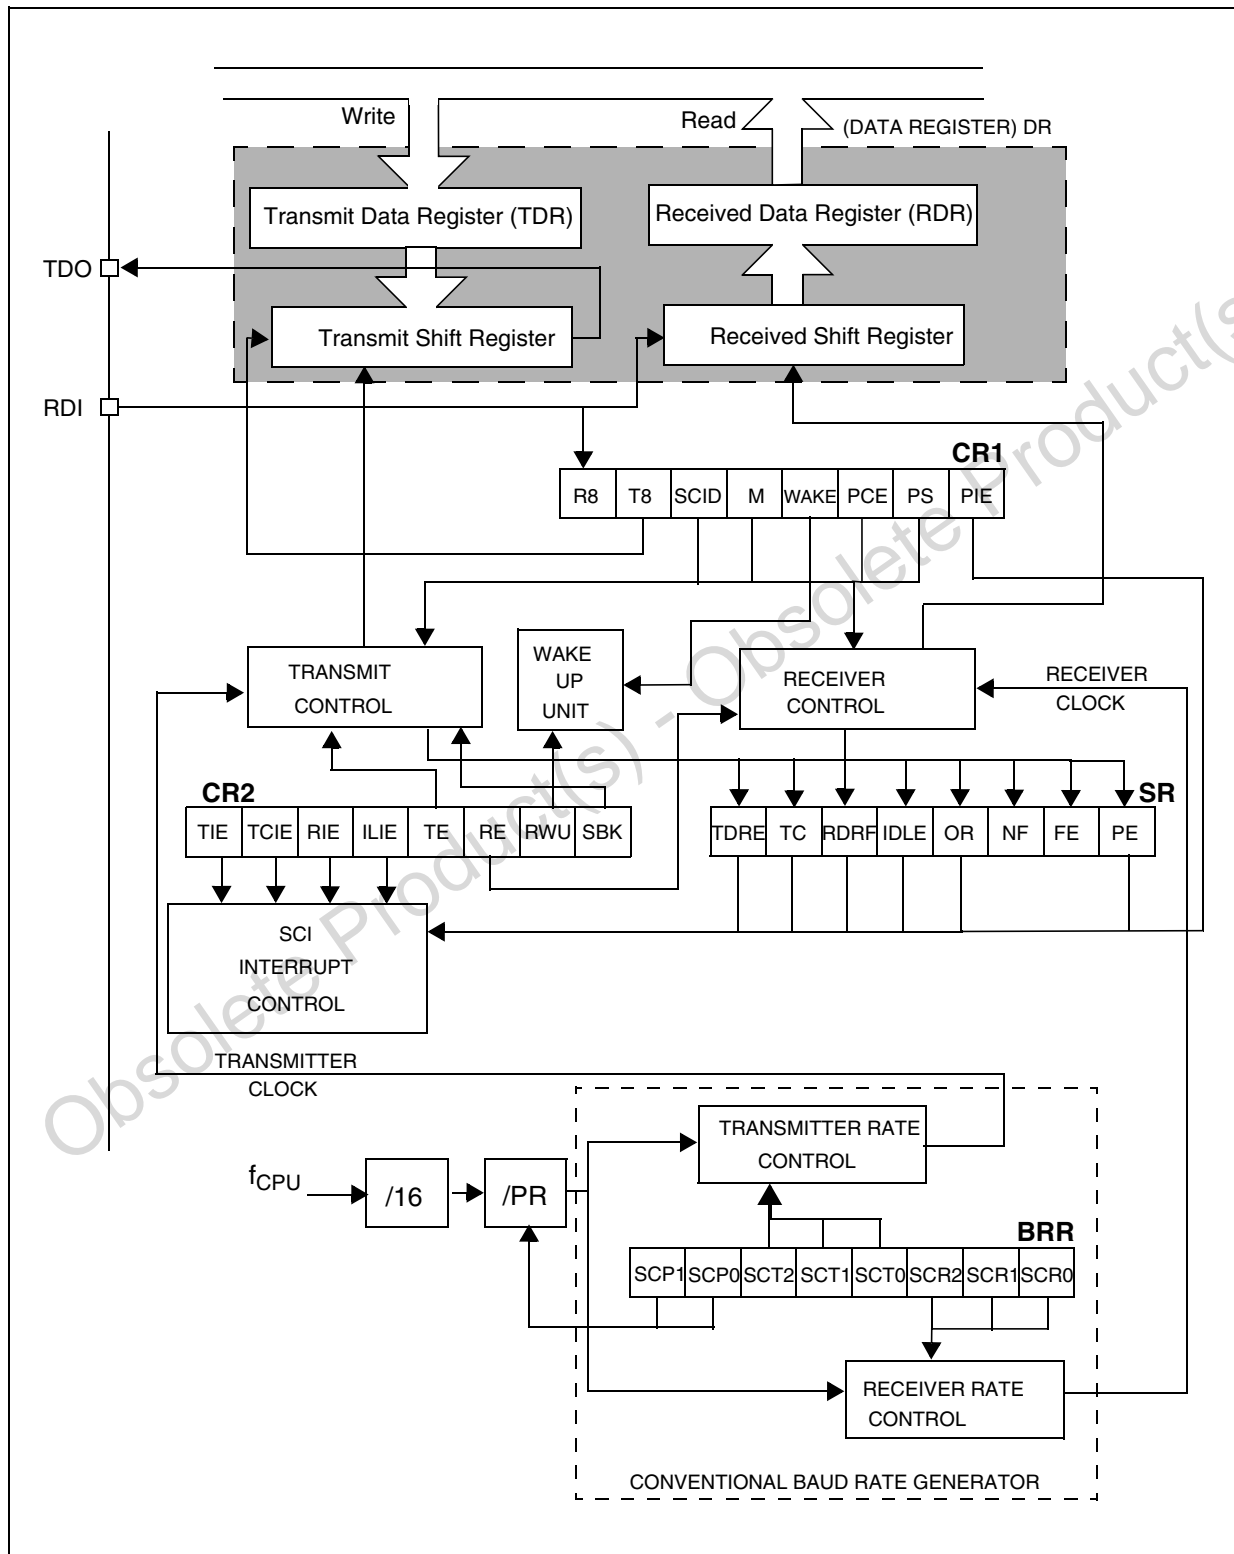 Write
Read
(DATA REGISTER) DR
Transmit Data Register (TDR)
Received Data Register (RDR)
TDO
Transmit Shift Register
Received Shift Register
RDI
CR1
R8 T8 SCID M WAKE PCE PS PIE
TRANSMIT
CONTROL
WAKE
UP
UNIT
RECEIVER
CONTROL
RECEIVER
CLOCK
CR2
TIE TCIE RIE ILIE TE RE RWU SBK
SR
TDRE TC RDRF IDLE OR NF FE PE
SCI
INTERRUPT
CONTROL
TRANSMITTER
CLOCK
TRANSMITTER RATE
CONTROL
fCPU
/16
/PR
BRR
SCP1 SCP0 SCT2 SCT1 SCT0 SCR2 SCR1 SCR0
RECEIVER RATE
CONTROL
CONVENTIONAL BAUD RATE GENERATOR
Obsolete Product(s) - Obsolete Product(s